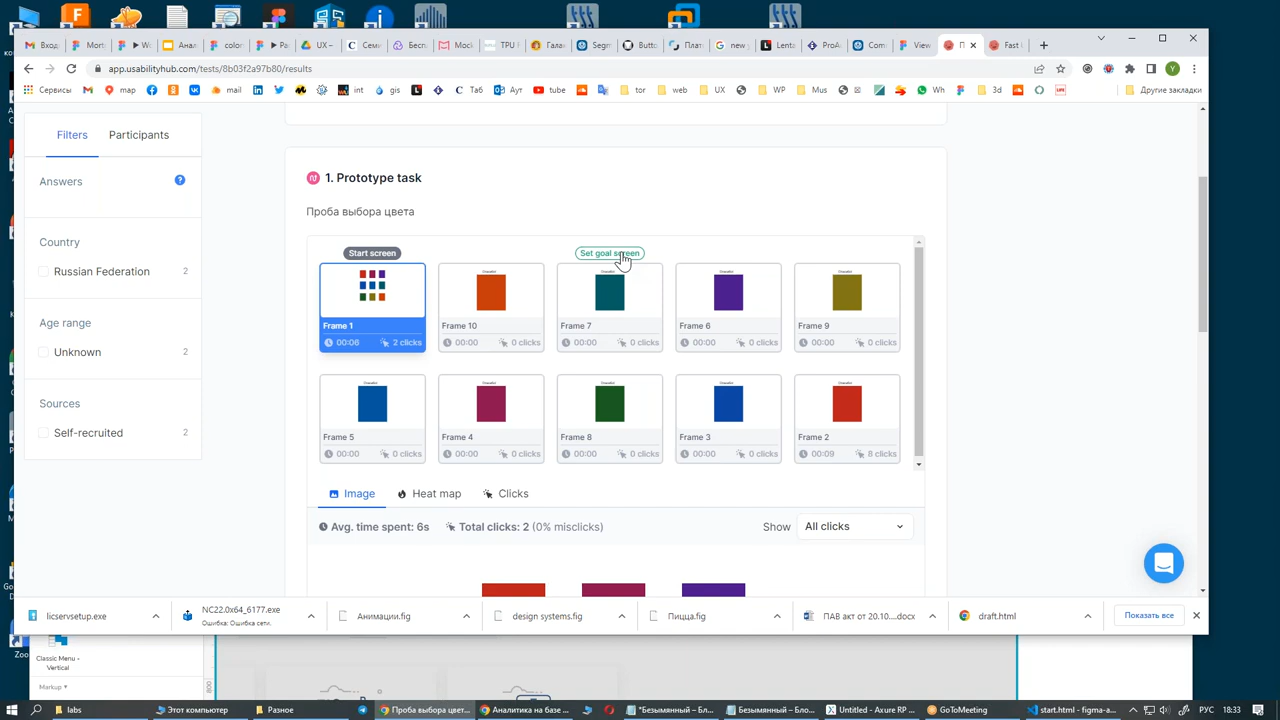 Вход
Mort
W
Анал
color
Pa
UX –
Сем
Бесп
Моск
TPU
Гала
Segm
Butto
Плат
new
Lenta
ProA
Com
View
П
Fast
app.usabilityhub.com/tests/8b03f2a97b80/results
Y
Сервисы
map
mail
int
gis
Таб
Аут
tube
tor
web
UX
WP
Mus
Wh
3d
Другие закладки
Filters
Participants
Answers
?
Country
Russian Federation
2
Age range
Unknown
2
Sources
Self-recruited
2
1. Prototype task
Проба выбора цвета
Start screen
Set goal screen
Frame 1
00:06
2 clicks
Frame 10
00:00
0 clicks
Frame 7
00:00
0 clicks
Frame 6
00:00
0 clicks
Frame 9
00:00
0 clicks
Frame 5
00:00
0 clicks
Frame 4
00:00
0 clicks
Frame 8
00:00
0 clicks
Frame 3
00:00
0 clicks
Frame 2
00:09
8 clicks
Image
Heat map
Clicks
Avg. time spent: 6s
Total clicks: 2 (0% misclicks)
Show
All clicks
licservsetup.exe
NC22.0x64_6177.exe
Ошибка: Ошибка сети.
Анимации.fig
design systems.fig
Пицца.fig
ПАВ акт от 20.10....docx
draft.html
Показать все
Zoo
Classic Menu -
Vertical
Markup
800
labs
Этот компьютер
Разное
Проба выбора цвет...
Аналитика на базе ...
*Безымянный – Бло...
*Безымянный – Бло...
Untitled - Axure RP ...
GoToMeeting
start.html - figma-a...
РУС
18:33